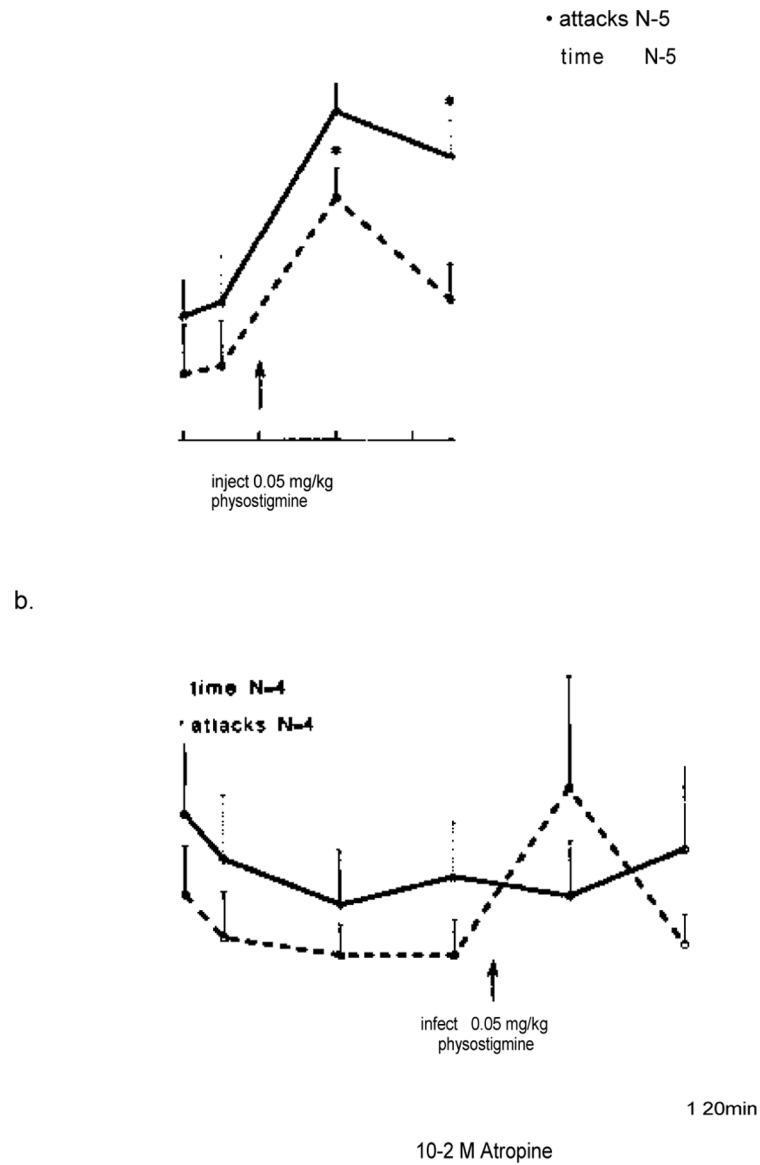 • attacks N-5
time N-5
*
*
inject 0.05 mg/kg
physostigmine
b.
time N=4
' attacks N=4
infect 0.05 mg/kg
physostigmine
1 20min
10-2 M Atropine